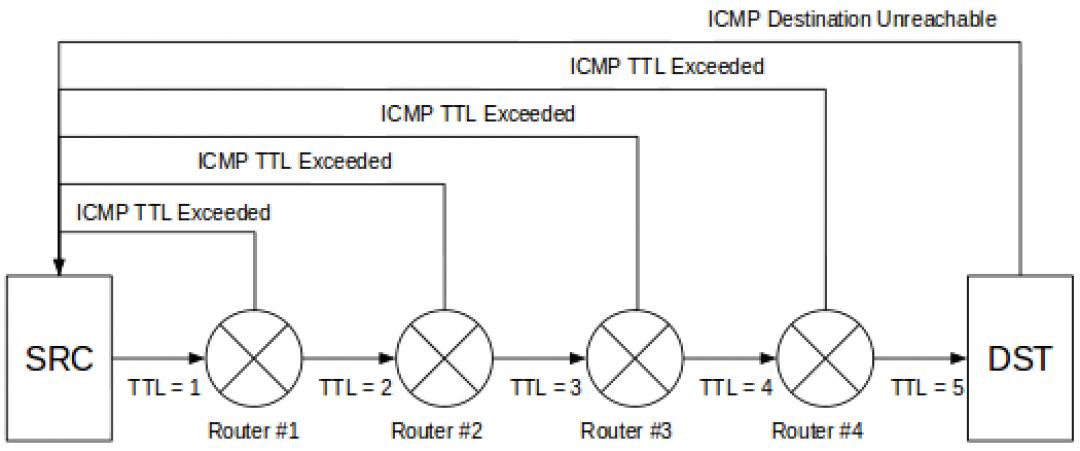 ICMP Destination Unreachable
ICMP TTL Exceeded
ICMP TTL Exceeded
ICMP TTL Exceeded
ICMP TTL Exceeded
SRC
DST
TTL = 1
TTL = 2
TTL = 3
TTL = 4
TTL = 5
Router #1
Router #2
Router #3
Router #4